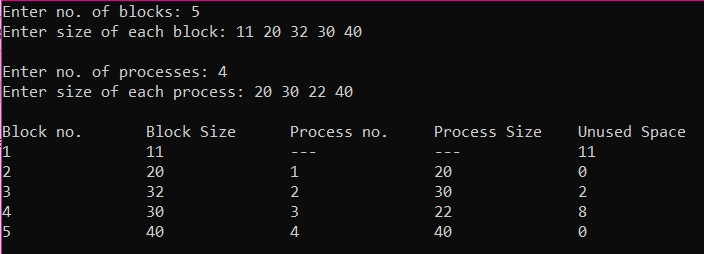 Enter no. of blocks: 5
Enter size of each block: 11 20 32 30 40
Enter no. of processes: 4
Enter size of each process: 20 30 22 40
Block no. Block Size Process no. Process Size Unused Space
1 11 --- --- 11
2 20 1 20 0
3 32 2 30 2
4 30 3 22 8
5 40 4 40 0